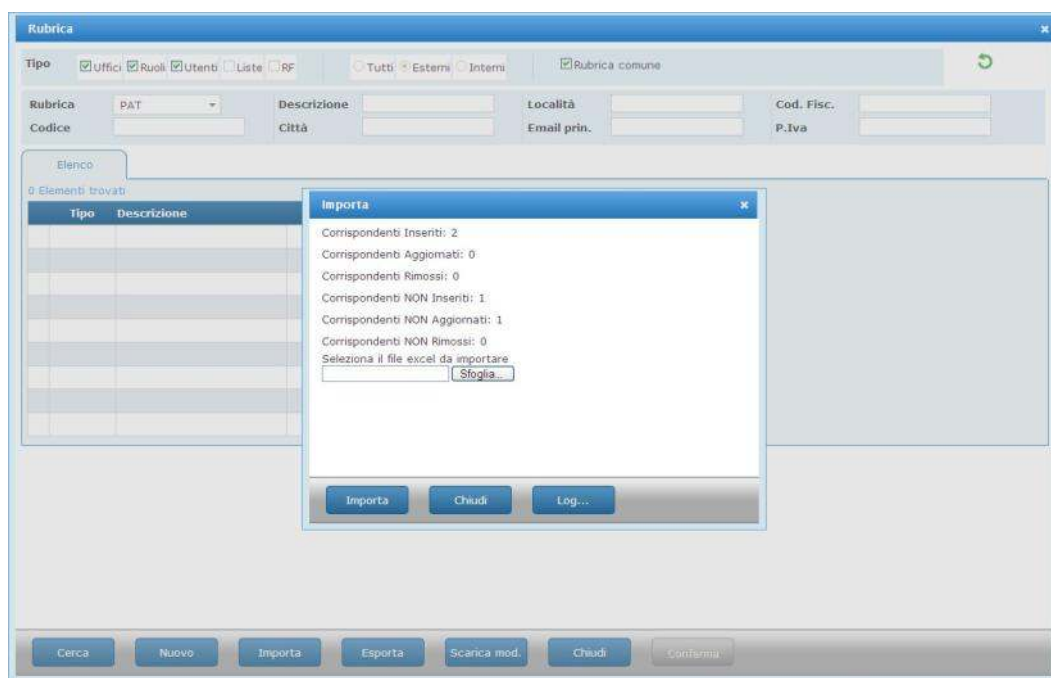 Rubrica
Tipo Uffici Ruoli Utenti Liste RF Tutti Esterni Interni Rubrica comune
Rubrica PAT Descrizione Località Cod. Fisc.
Codice Città Email prin. P.Iva
Elenco
0 Elementi trovati
Tipo Descrizione
Importa
Corrispondenti Inseriti: 2
Corrispondenti Aggiornati: 0
Corrispondenti Rimossi: 0
Corrispondenti NON Inseriti: 1
Corrispondenti NON Aggiornati: 1
Corrispondenti NON Rimossi: 0
Seleziona il file excel da importare
Sfoglia...
Importa Chiudi Log...
Cerca Nuovo Importa Esporta Scarica mod. Chiudi Conferma